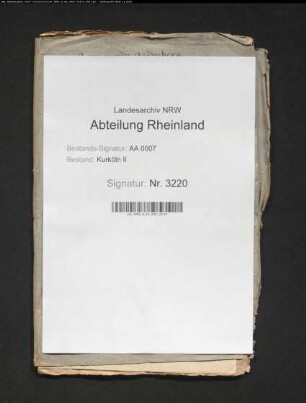 Landesarchiv NRW
Abteilung Rheinland
Bestands-Signatur: AA 0007
Bestand: Kurköln II
Signatur: Nr. 3220